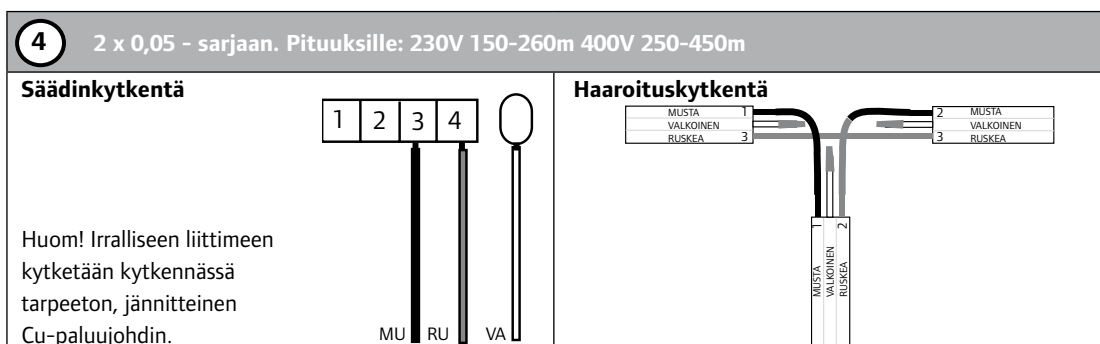 4 2 x 0,05 - sarjaan. Pituuksille: 230V 150-260m 400V 250-450m
Säädinkytkentä
1 2 3 4
Huom! Irralliseen liittimeen
kytketään kytkennässä
tarpeeton, jännitteinen
Cu-paluujohdin.
MU RU VA
Haaroituskytkentä
MUSTA 1
VALKOINEN
RUSKEA 3
2 MUSTA
VALKOINEN
3 RUSKEA
1 MUSTA
VALKOINEN
2 RUSKEA